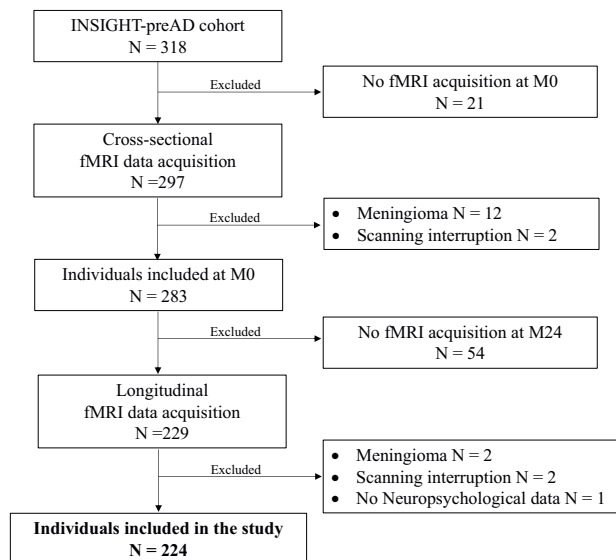 INSIGHT-preAD cohort
N = 318
Excluded
No fMRI acquisition at M0
N = 21
Cross-sectional
fMRI data acquisition
N =297
Excluded
• Meningioma N = 12
• Scanning interruption N = 2
Individuals included at M0
N = 283
Excluded
No fMRI acquisition at M24
N = 54
Longitudinal
fMRI data acquisition
N =229
Excluded
• Meningioma N = 2
• Scanning interruption N = 2
• No Neuropsychological data N = 1
Individuals included in the study
N = 224